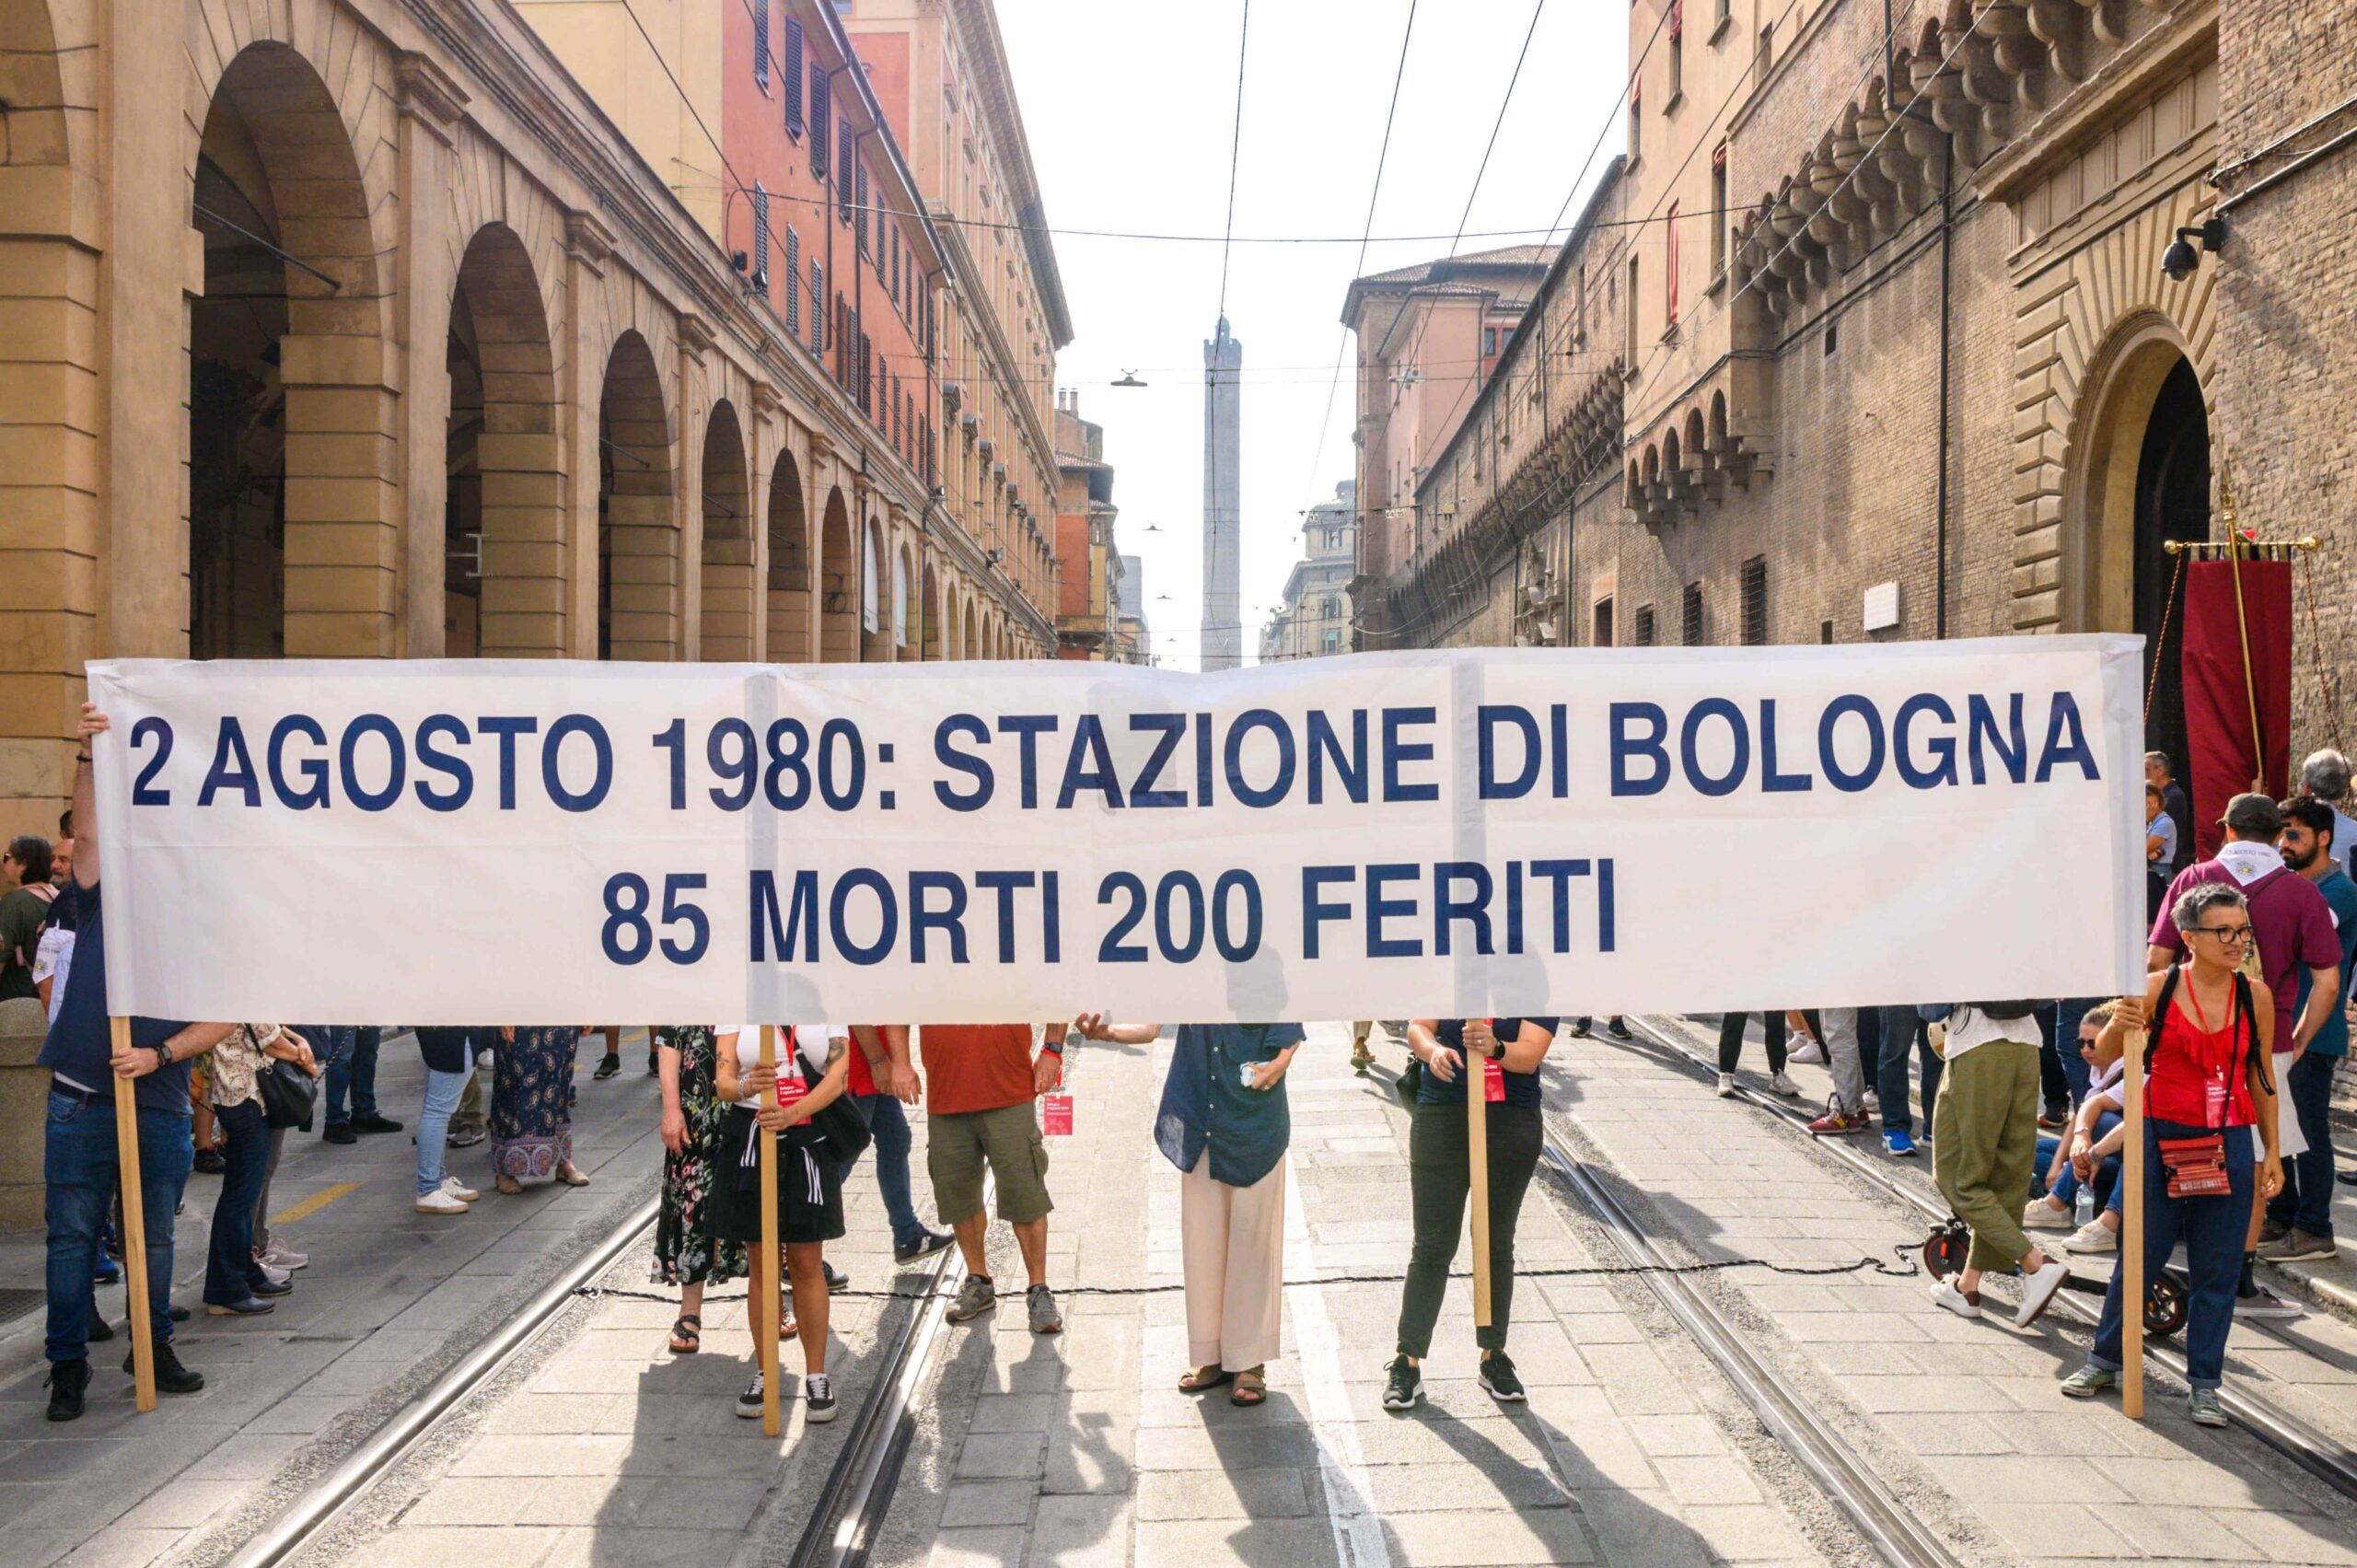 2 AGOSTO 1980: STAZIONE DI BOLOGNA
85 MORTI 200 FERITI